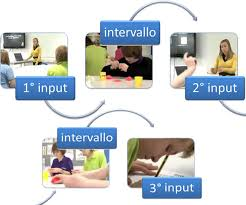 intervallo
1° input
2° input
intervallo
3° input